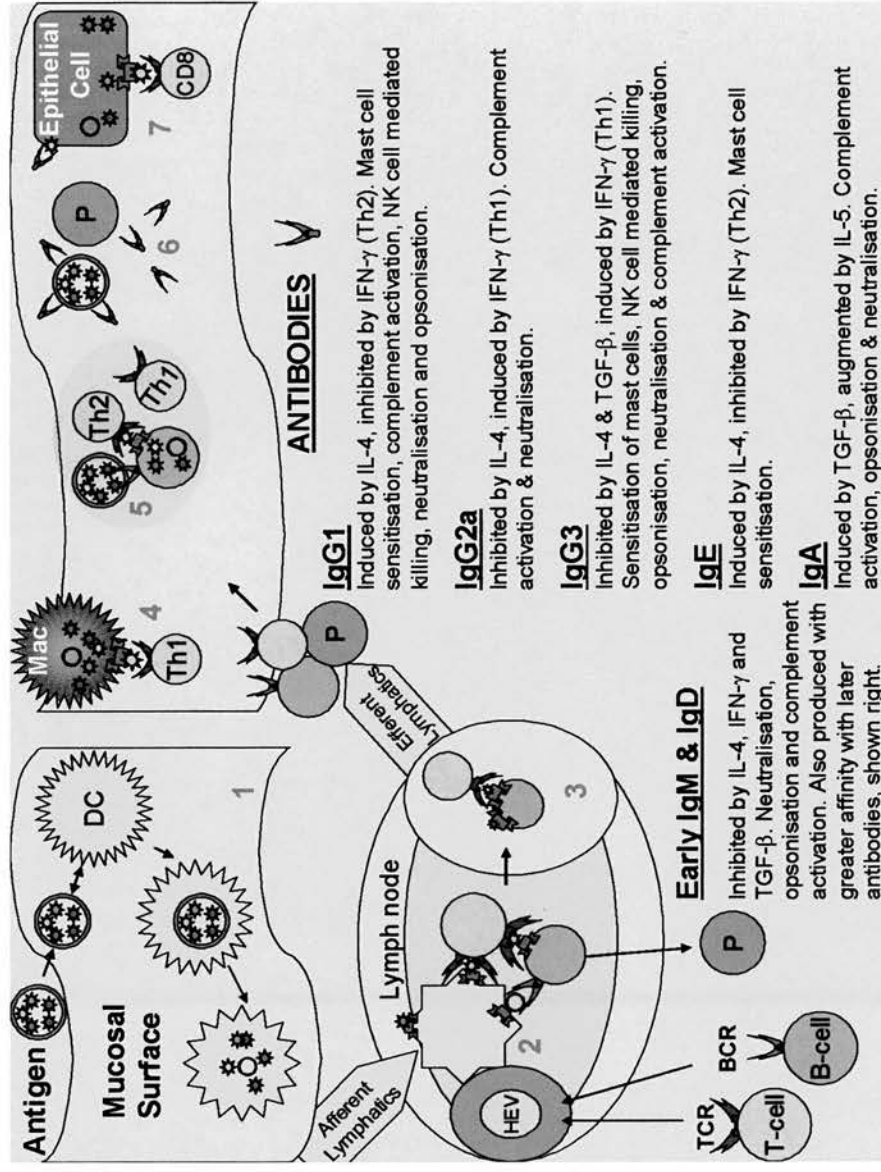 Antigen
DC
Mucosal
Surface
1
Afferent
Lymphatics
Lymph node
HEV
2
3
Efferent
Lymphatics
TCR
T-cell
BCR
B-cell
P
P
Mac
4
Th1
5
Th2
Th1
6
P
7
Epithelial
Cell
CD8
ANTIBODIES
Early IgM & IgD
Inhibited by IL-4, IFN-γ and
TGF-β. Neutralisation,
opsonisation and complement
activation. Also produced with
greater affinity with later
antibodies, shown right.
IgG1
Induced by IL-4, inhibited by IFN-γ (Th2). Mast cell
sensitisation, complement activation, NK cell mediated
killing, neutralisation and opsonisation.
IgG2a
Inhibited by IL-4, induced by IFN-γ (Th1). Complement
activation & neutralisation.
IgG3
Inhibited by IL-4 & TGF-β, induced by IFN-γ (Th1).
Sensitisation of mast cells, NK cell mediated killing,
opsonisation, neutralisation & complement activation.
IgE
Induced by IL-4, inhibited by IFN-γ (Th2). Mast cell
sensitisation.
IgA
Induced by TGF-β, augmented by IL-5. Complement
activation, opsonisation & neutralisation.